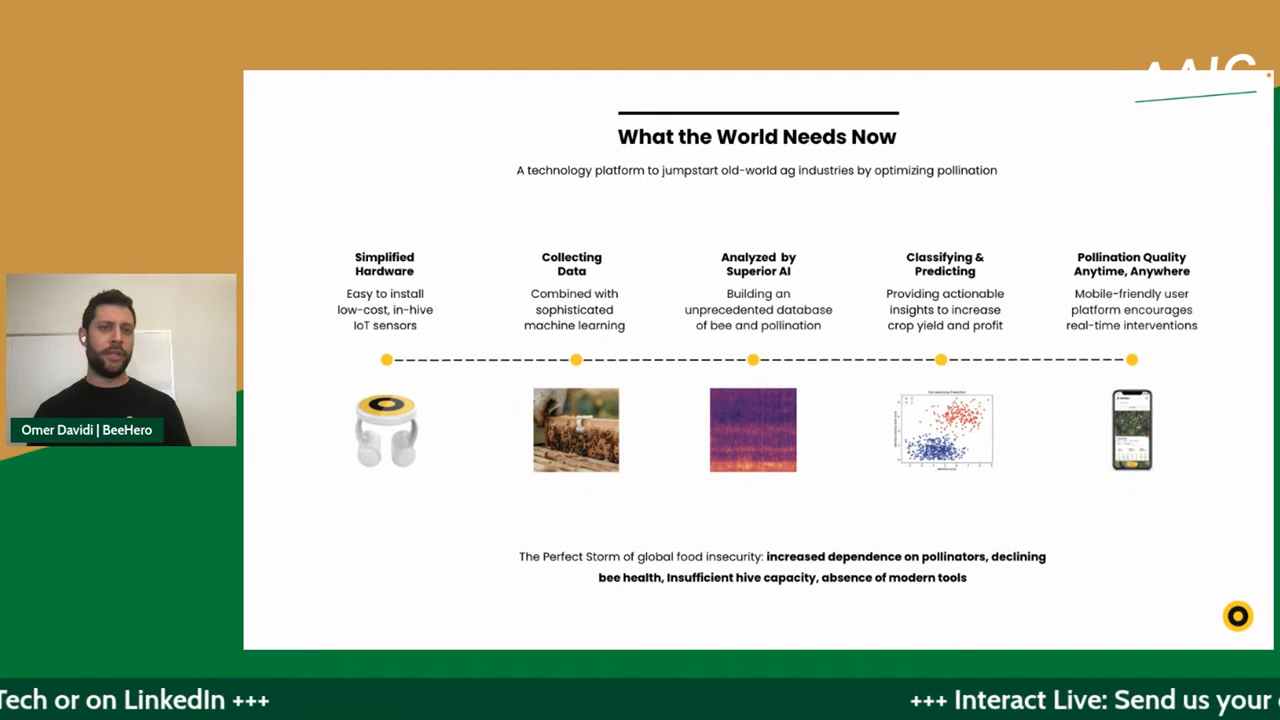 AAIC
What the World Needs Now
A technology platform to jumpstart old-world ag industries by optimizing pollination
Simplified
Hardware
Easy to install
low-cost, in-hive
IoT sensors
Collecting
Data
Combined with
sophisticated
machine learning
Analyzed by
Superior AI
Building an
unprecedented database
of bee and pollination
Classifying &
Predicting
Providing actionable
insights to increase
crop yield and profit
Pollination Quality
Anytime, Anywhere
Mobile-friendly user
platform encourages
real-time interventions
The Perfect Storm of global food insecurity: increased dependence on pollinators, declining
bee health, Insufficient hive capacity, absence of modern tools
Omer Davidi | BeeHero
Tech or on LinkedIn +++ +++ Interact Live: Send us your